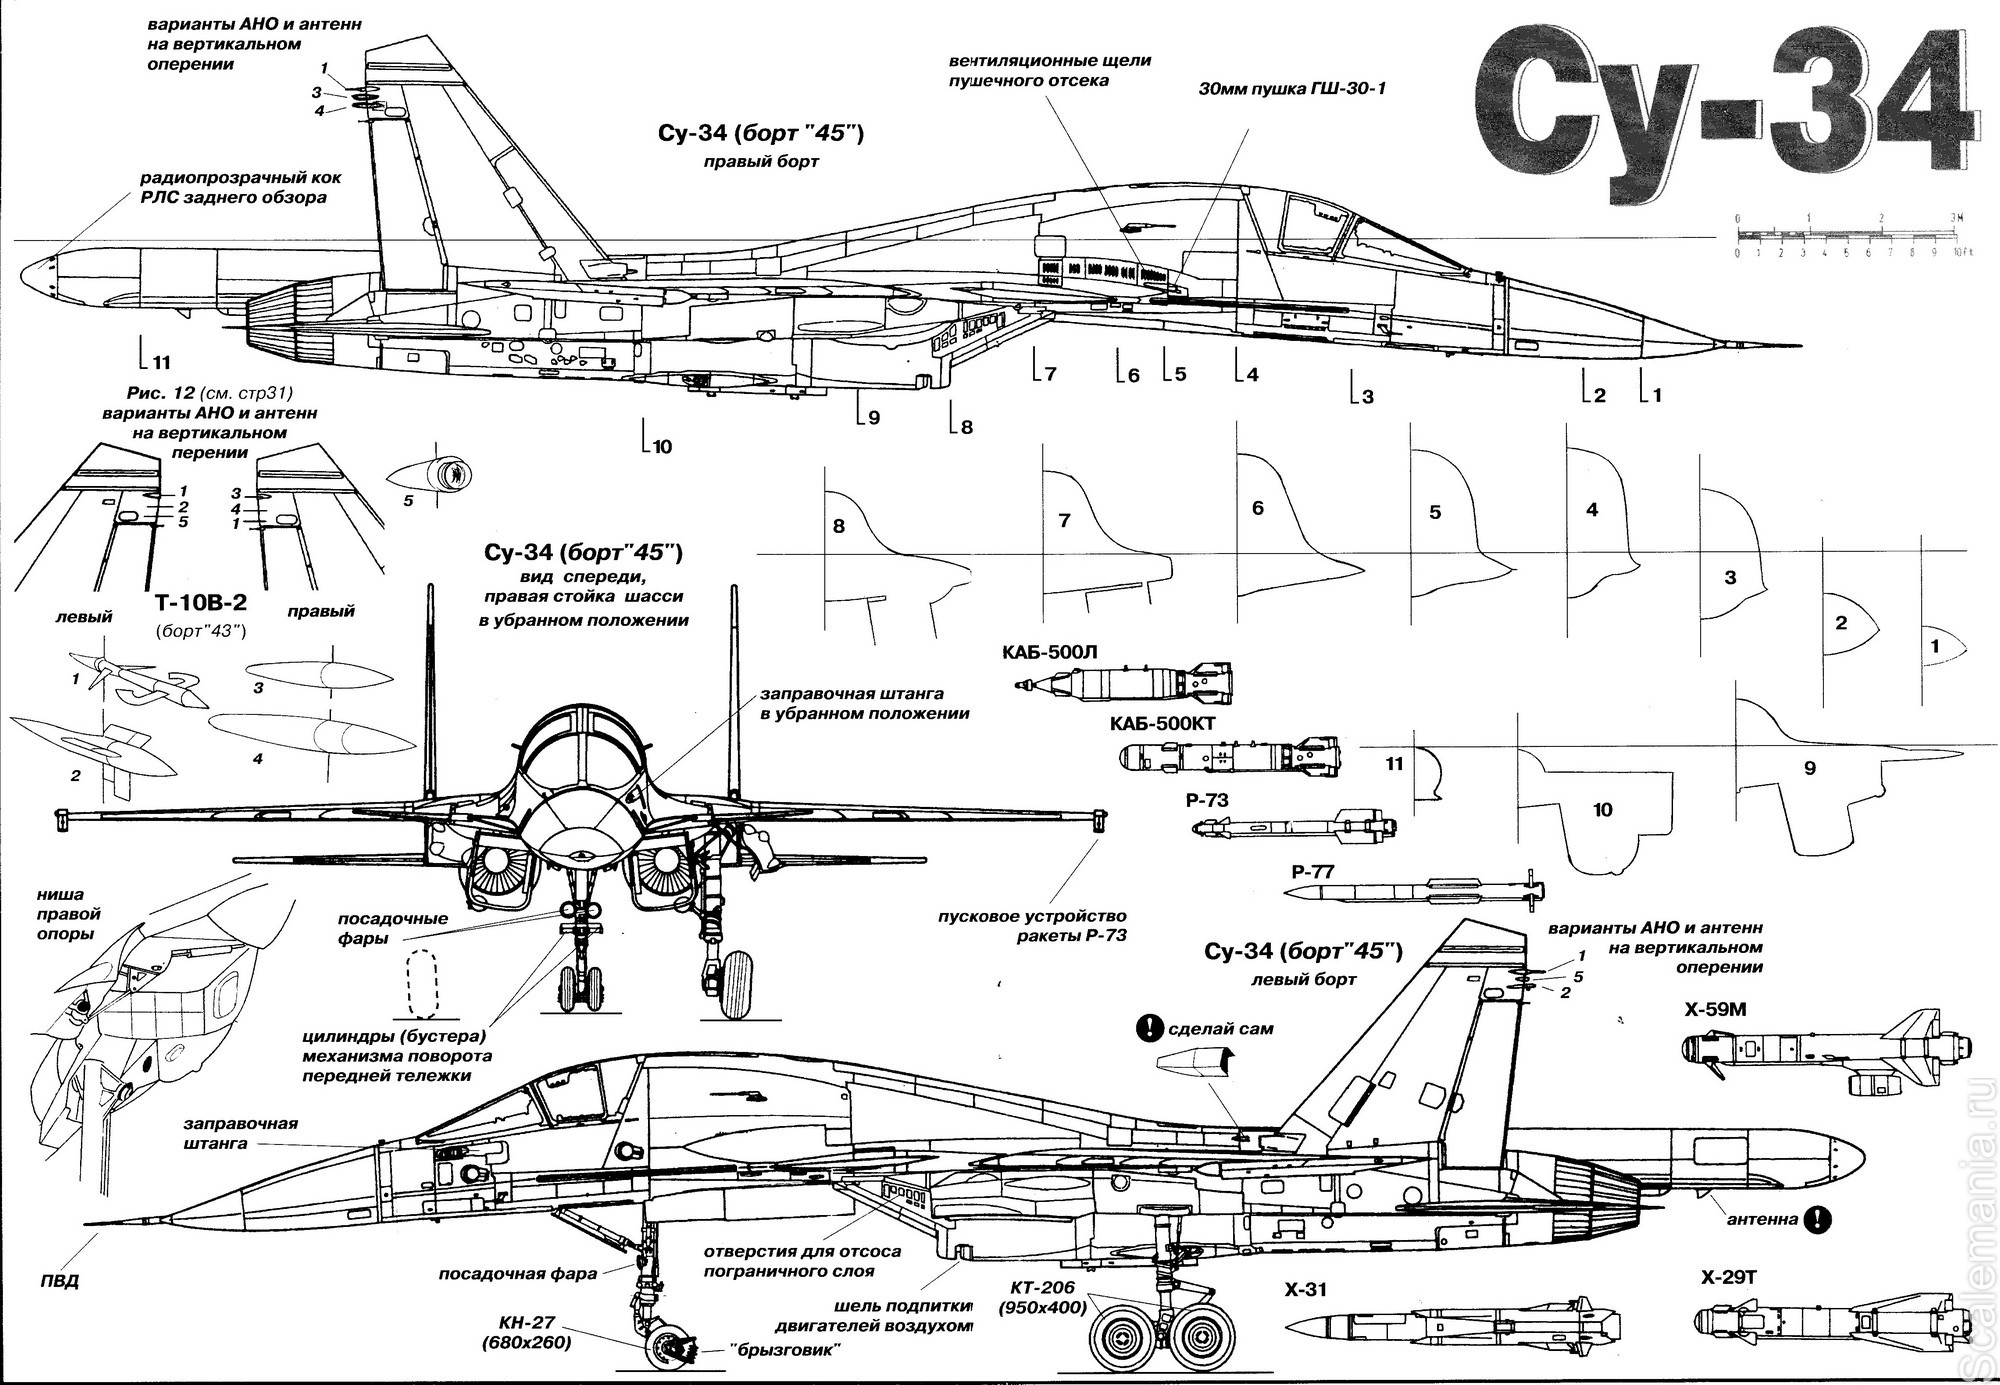 Су-34
0 1 2 3м
0 1 2 3 4 5 6 7 8 9 10ft
варианты АНО и антенн
на вертикальном
оперении
1
3
4
радиопрозрачный кок
РЛС заднего обзора
Су-34 (борт "45")
правый борт
вентиляционные щели
пушечного отсека
30мм пушка ГШ-30-1
11
10
9
8
7
6
5
4
3
2
1
Рис. 12 (см. стр31)
варианты АНО и антенн
на вертикальном
перении
1
2
5
3
4
1
5
Т-10В-2
(борт"43")
левый
правый
1
2
3
4
Су-34 (борт"45")
вид спереди,
правая стойка шасси
в убранном положении
заправочная штанга
в убранном положении
8
7
6
5
4
3
2
1
11
10
9
КАБ-500Л
КАБ-500КТ
Р-73
Р-77
пусковое устройство
ракеты Р-73
ниша
правой
опоры
посадочные
фары
цилиндры (бустера)
механизма поворота
передней тележки
Су-34 (борт"45")
левый борт
варианты АНО и антенн
на вертикальном
оперении
1
5
2
! сделай сам
Х-59М
заправочная
штанга
ПВД
посадочная фара
КН-27
(680х260)
"брызговик"
отверстия для отсоса
пограничного слоя
шель подпитки
двигателей воздухом
КТ-206
(950х400)
антенна !
Х-31
Х-29Т
Scalemania.ru